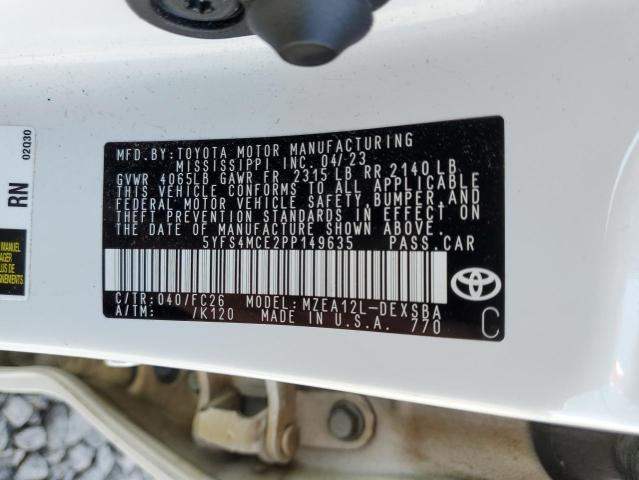 MFD.BY: TOYOTA MOTOR MANUFACTURING
MISSISSIPPI INC. 04/23
GVWR 4065LB GAWR FR 2315 LB RR 2140 LB
THIS VEHICLE CONFORMS TO ALL APPLICABLE
FEDERAL MOTOR VEHICLE SAFETY, BUMPER, AND
THEFT PREVENTION STANDARDS IN EFFECT
ON THE DATE OF MANUFACTURE SHOWN ABOVE.
5YFS4MCE2PP149635 PASS.CAR
C/TR: 040/FC26 MODEL: MZEA12L-DEXSBA
A/TM: /K120 MADE IN U.S.A. 770
C
02Q30
RN